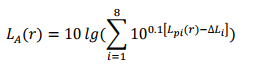 L_A(r) = 10 lg(∑_{i=1}^{8} 10^{0.1[L_{pi}(r)−ΔL_i]})